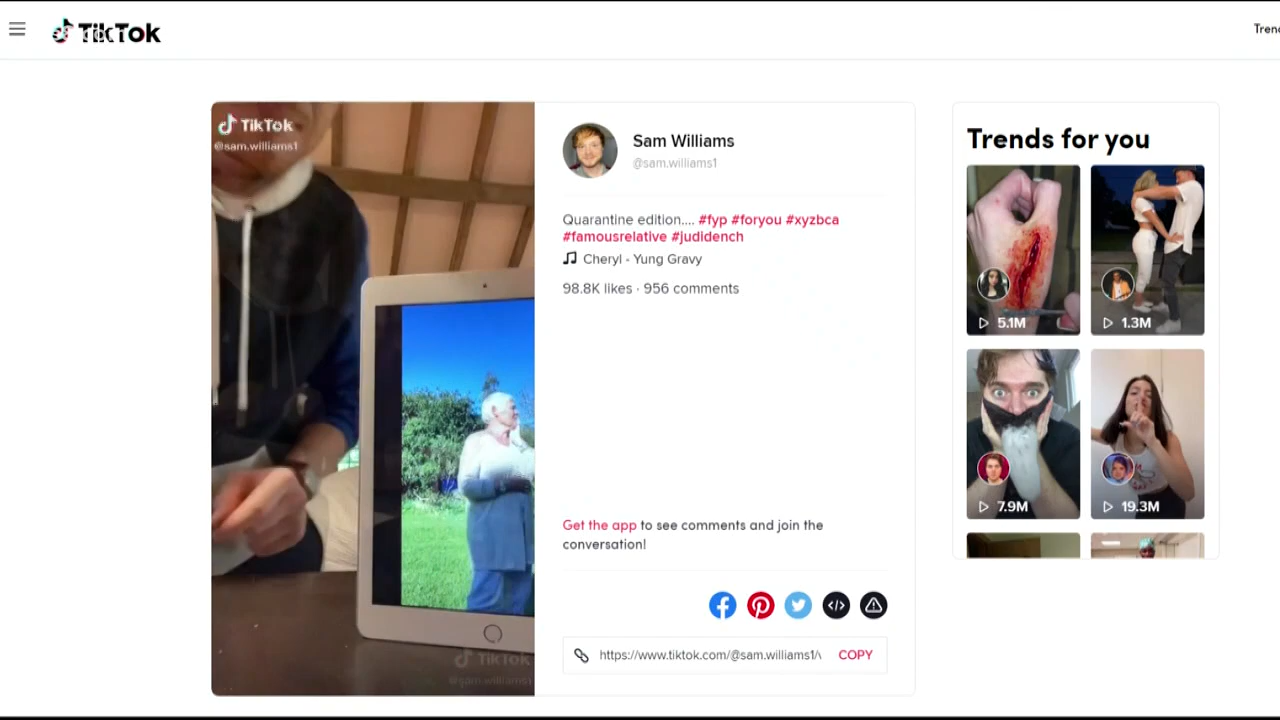 TikTok
Tren
TikTok
@sam.williams1
Sam Williams
@sam.williams1
Quarantine edition.... #fyp #foryou #xyzbca
#famousrelative #judidench
Cheryl - Yung Gravy
98.8K likes · 956 comments
Get the app to see comments and join the
conversation!
https://www.tiktok.com/@sam.williams1/
COPY
TikTok
@sam.williams1
Trends for you
5.1M
1.3M
7.9M
19.3M